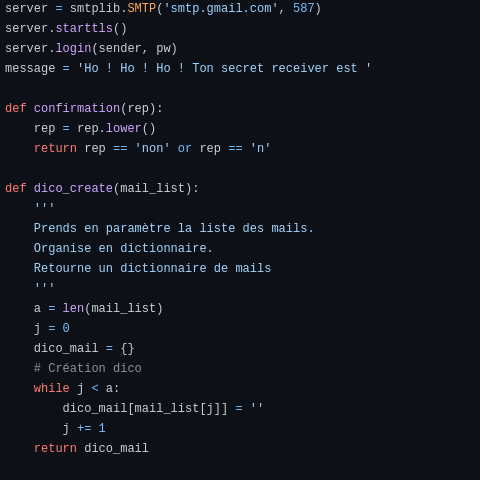 server = smtplib.SMTP('smtp.gmail.com', 587)
server.starttls()
server.login(sender, pw)
message = 'Ho ! Ho ! Ho ! Ton secret receiver est '
def confirmation(rep):
    rep = rep.lower()
    return rep == 'non' or rep == 'n'
def dico_create(mail_list):
    '''
    Prends en paramètre la liste des mails.
    Organise en dictionnaire.
    Retourne un dictionnaire de mails
    '''
    a = len(mail_list)
    j = 0
    dico_mail = {}
    # Création dico
    while j < a:
        dico_mail[mail_list[j]] = ''
        j += 1
    return dico_mail